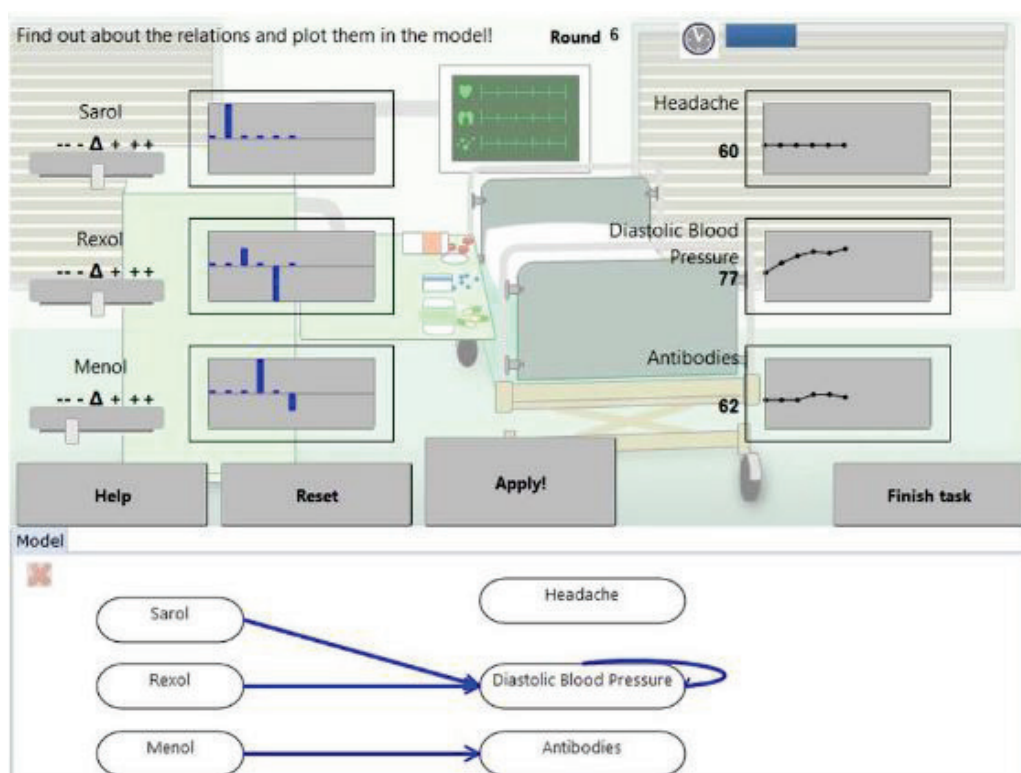 Find out about the relations and plot them in the model!
Round 6
Sarol
-- - Δ + ++
Rexol
-- - Δ + ++
Menol
-- - Δ + ++
Headache
60
Diastolic Blood
Pressure
77
Antibodies
62
Help
Reset
Apply!
Finish task
Model
Sarol
Headache
Rexol
Diastolic Blood Pressure
Menol
Antibodies